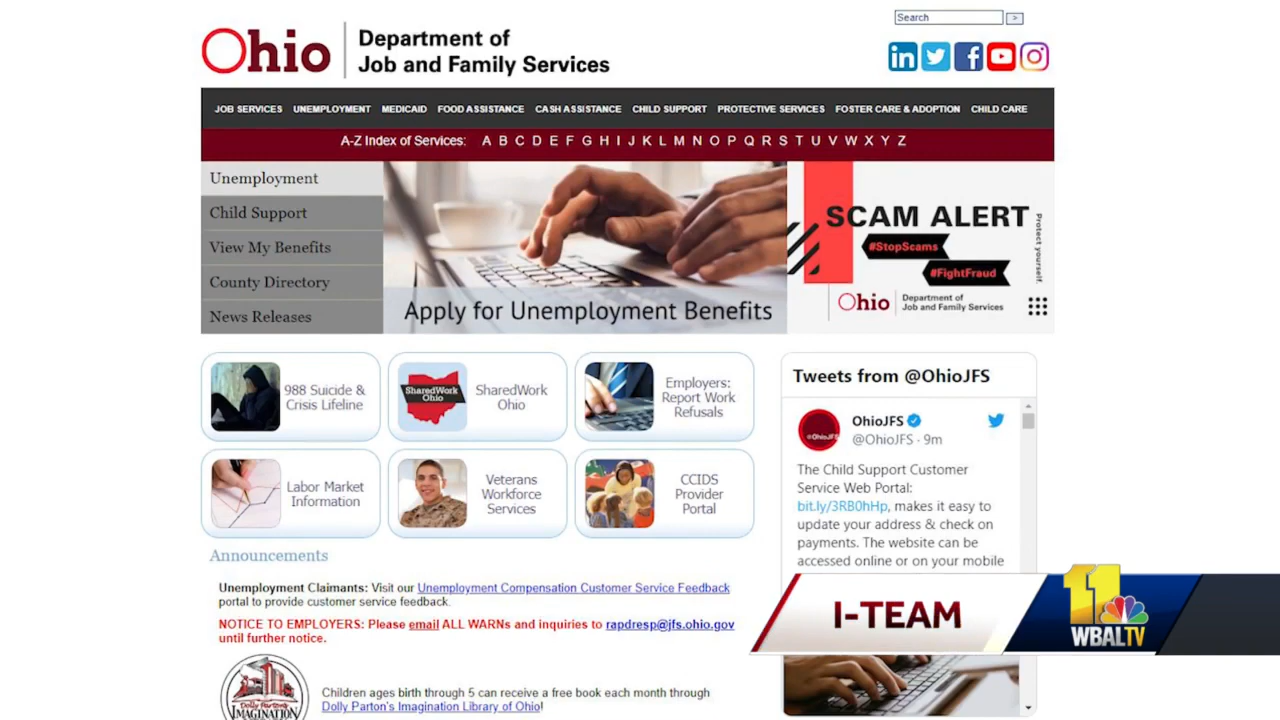 Search >
Ohio
Department of
Job and Family Services
JOB SERVICES UNEMPLOYMENT MEDICAID FOOD ASSISTANCE CASH ASSISTANCE CHILD SUPPORT PROTECTIVE SERVICES FOSTER CARE & ADOPTION CHILD CARE
A-Z Index of Services: A B C D E F G H I J K L M N O P Q R S T U V W X Y Z
Unemployment
Child Support
View My Benefits
County Directory
News Releases
Apply for Unemployment Benefits
SCAM ALERT
#StopScams
#FightFraud
Protect yourself.
Ohio
Department of
Job and Family Services
988 Suicide &
Crisis Lifeline
SharedWork
Ohio
SharedWork
Ohio
Employers:
Report Work
Refusals
Labor Market
Information
Veterans
Workforce
Services
CCIDS
Provider
Portal
Tweets from @OhioJFS
@OhioJFS
OhioJFS
@OhioJFS · 9m
The Child Support Customer
Service Web Portal:
bit.ly/3RB0hHp, makes it easy to
update your address & check on
payments. The website can be
accessed online or on your mobile
Announcements
Unemployment Claimants: Visit our Unemployment Compensation Customer Service Feedback
portal to provide customer service feedback.
NOTICE TO EMPLOYERS: Please email ALL WARNs and inquiries to rapdresp@jfs.ohio.gov
until further notice.
Dolly Parton's
IMAGINATION
Children ages birth through 5 can receive a free book each month through
Dolly Parton's Imagination Library of Ohio!
I-TEAM
11
WBALTV